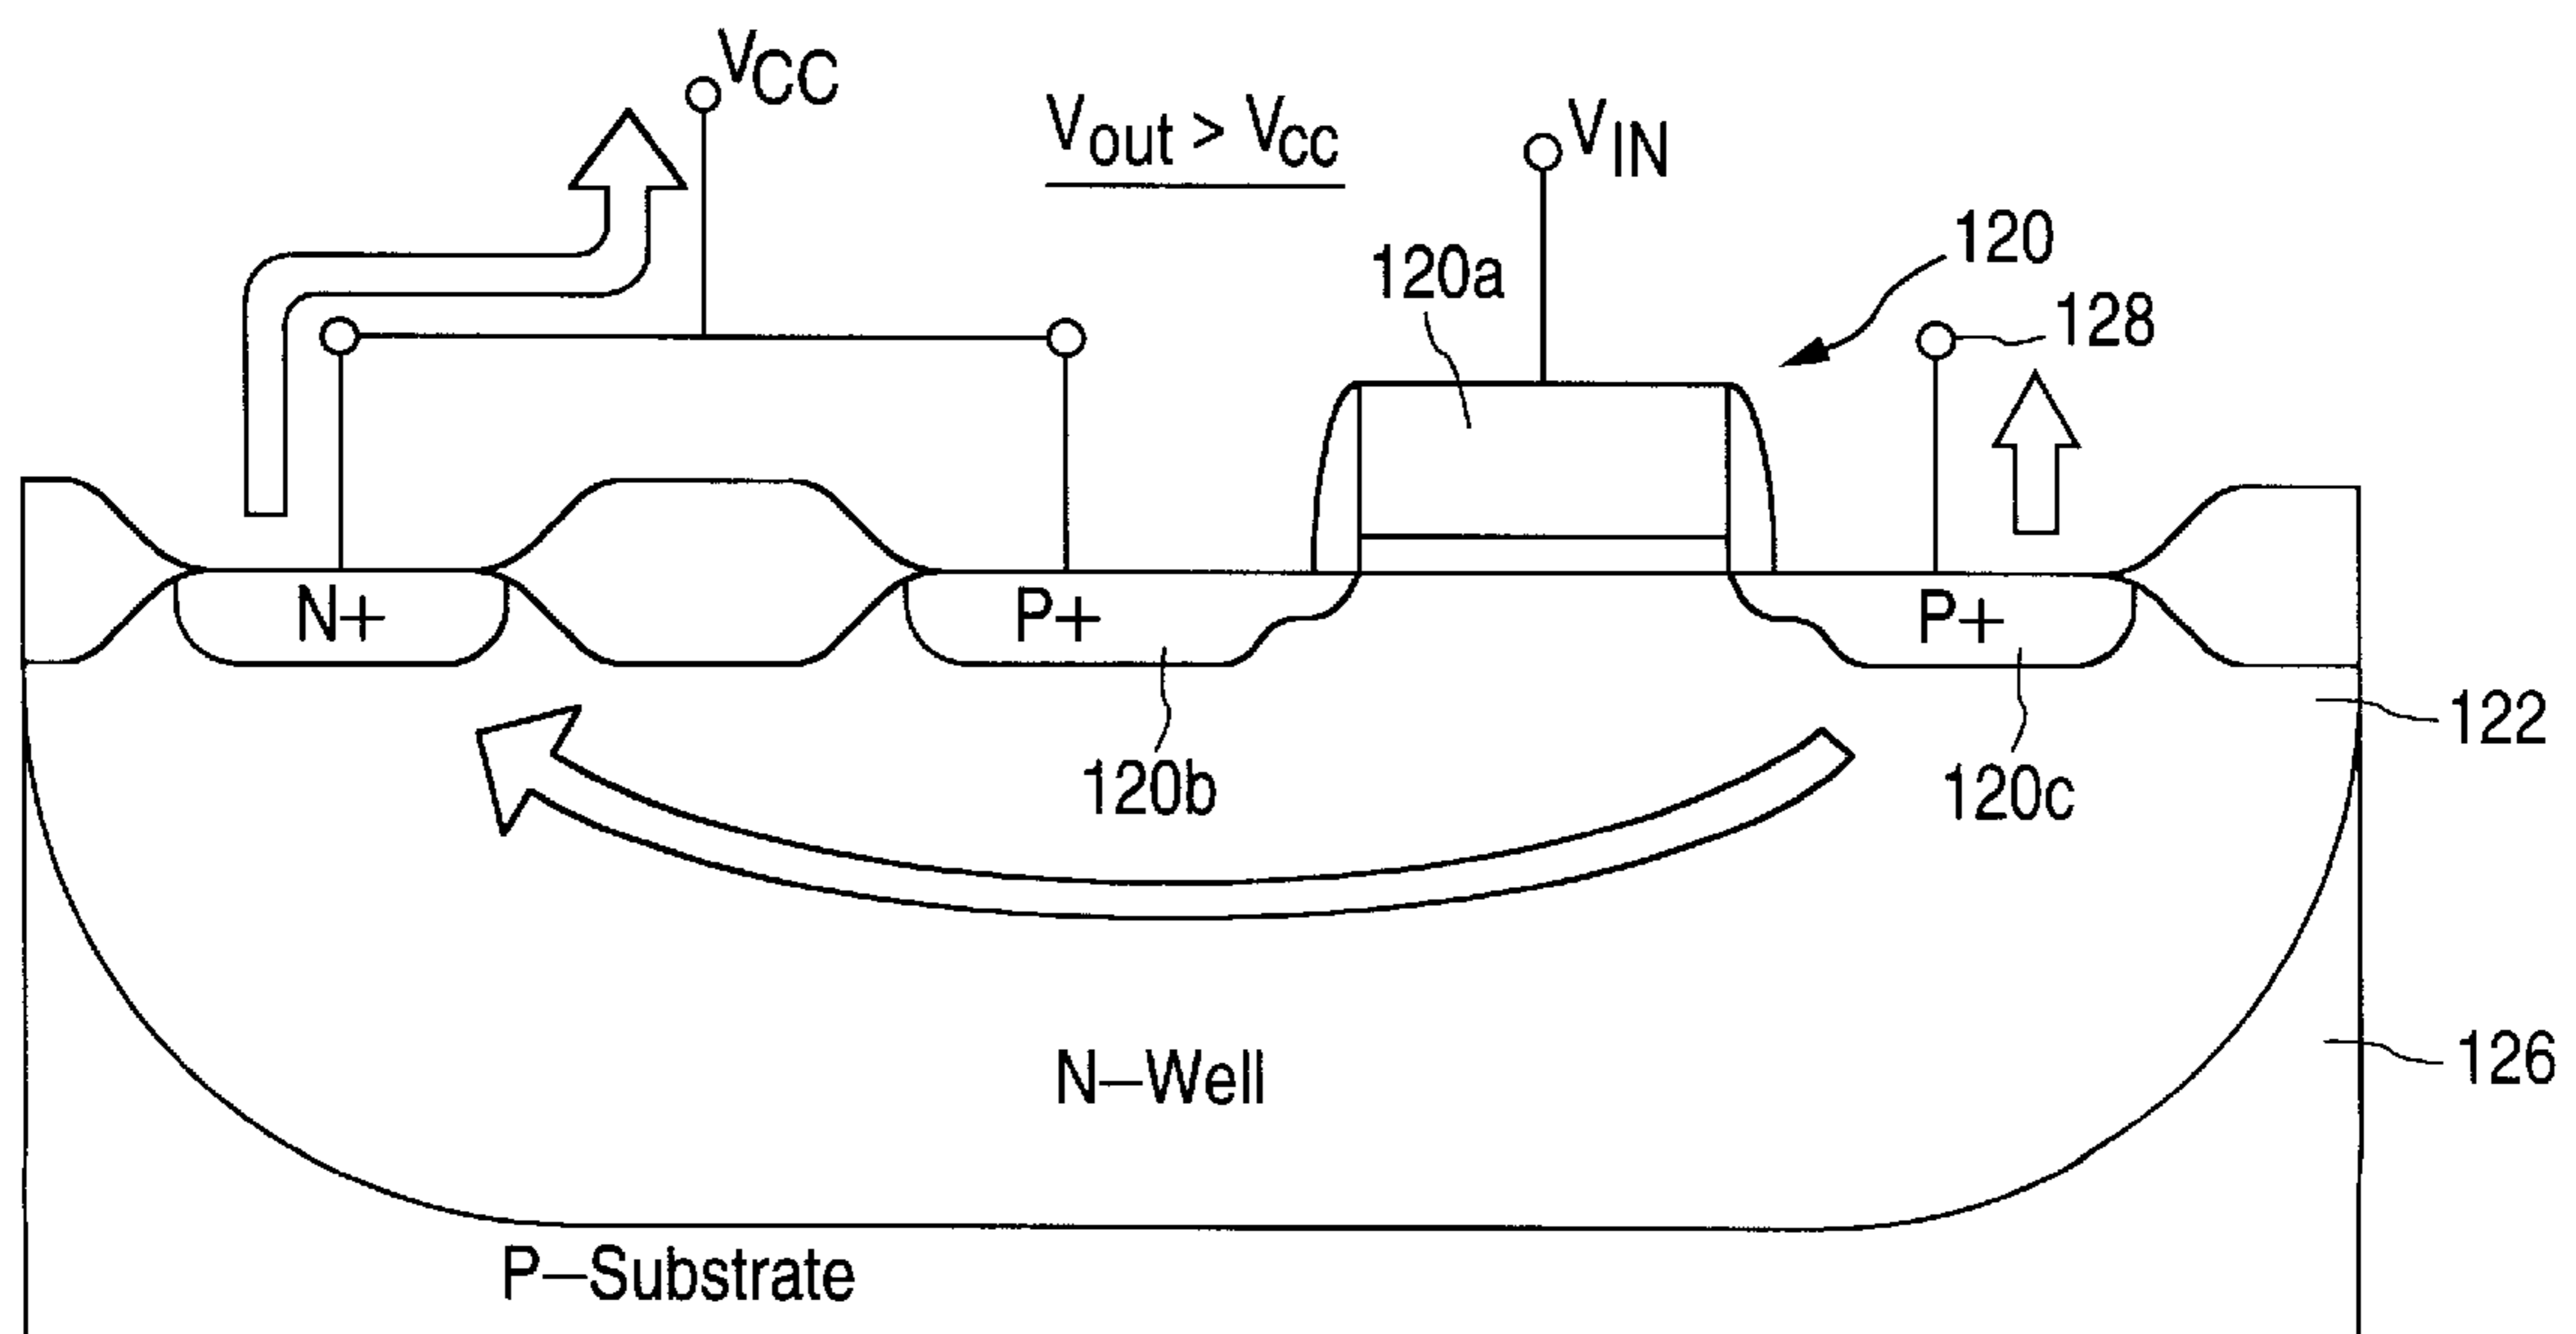 VCC
Vout > Vcc
VIN
120
120a
128
N+
P+
P+
122
120b
120c
126
N–Well
P–Substrate